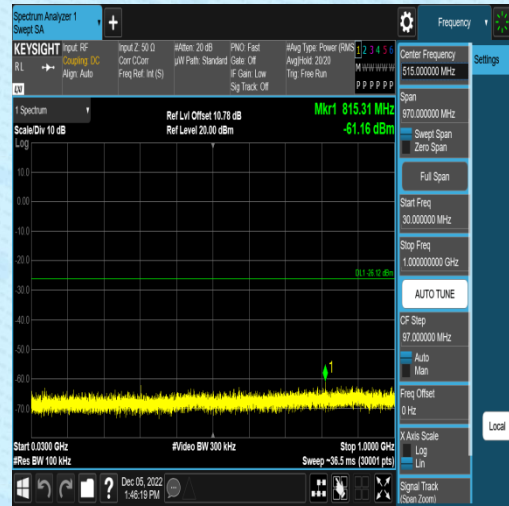 Spectrum Analyzer 1
Swept SA
Frequency
KEYSIGHT
RL
Input: RF
Coupling: DC
Align: Auto
Input Z: 50 Ω
Corr CCorr
Freq Ref: Int (S)
#Atten: 20 dB
µW Path: Standard
PNO: Fast
Gate: Off
IF Gain: Low
Sig Track: Off
#Avg Type: Power (RMS
Avg|Hold: 20/20
Trig: Free Run
1 2 3 4 5 6
M W W W W W
P P P P P P
LXI
1 Spectrum
Scale/Div 10 dB
Ref Lvl Offset 10.78 dB
Ref Level 20.00 dBm
Mkr1 815.31 MHz
-61.16 dBm
Log
10.0
0.00
-10.0
-20.0
DL1 -26.12 dBm
-30.0
-40.0
-50.0
1
-60.0
-70.0
Start 0.0300 GHz
#Res BW 100 kHz
#Video BW 300 kHz
Stop 1.0000 GHz
Sweep ~36.5 ms (30001 pts)
?
Dec 05, 2022
1:46:19 PM
Center Frequency
515.000000 MHz
Settings
Span
970.000000 MHz
Swept Span
Zero Span
Full Span
Start Freq
30.000000 MHz
Stop Freq
1.000000000 GHz
AUTO TUNE
CF Step
97.000000 MHz
Auto
Man
Freq Offset
0 Hz
X Axis Scale
Log
Lin
Local
Signal Track
(Span Zoom)